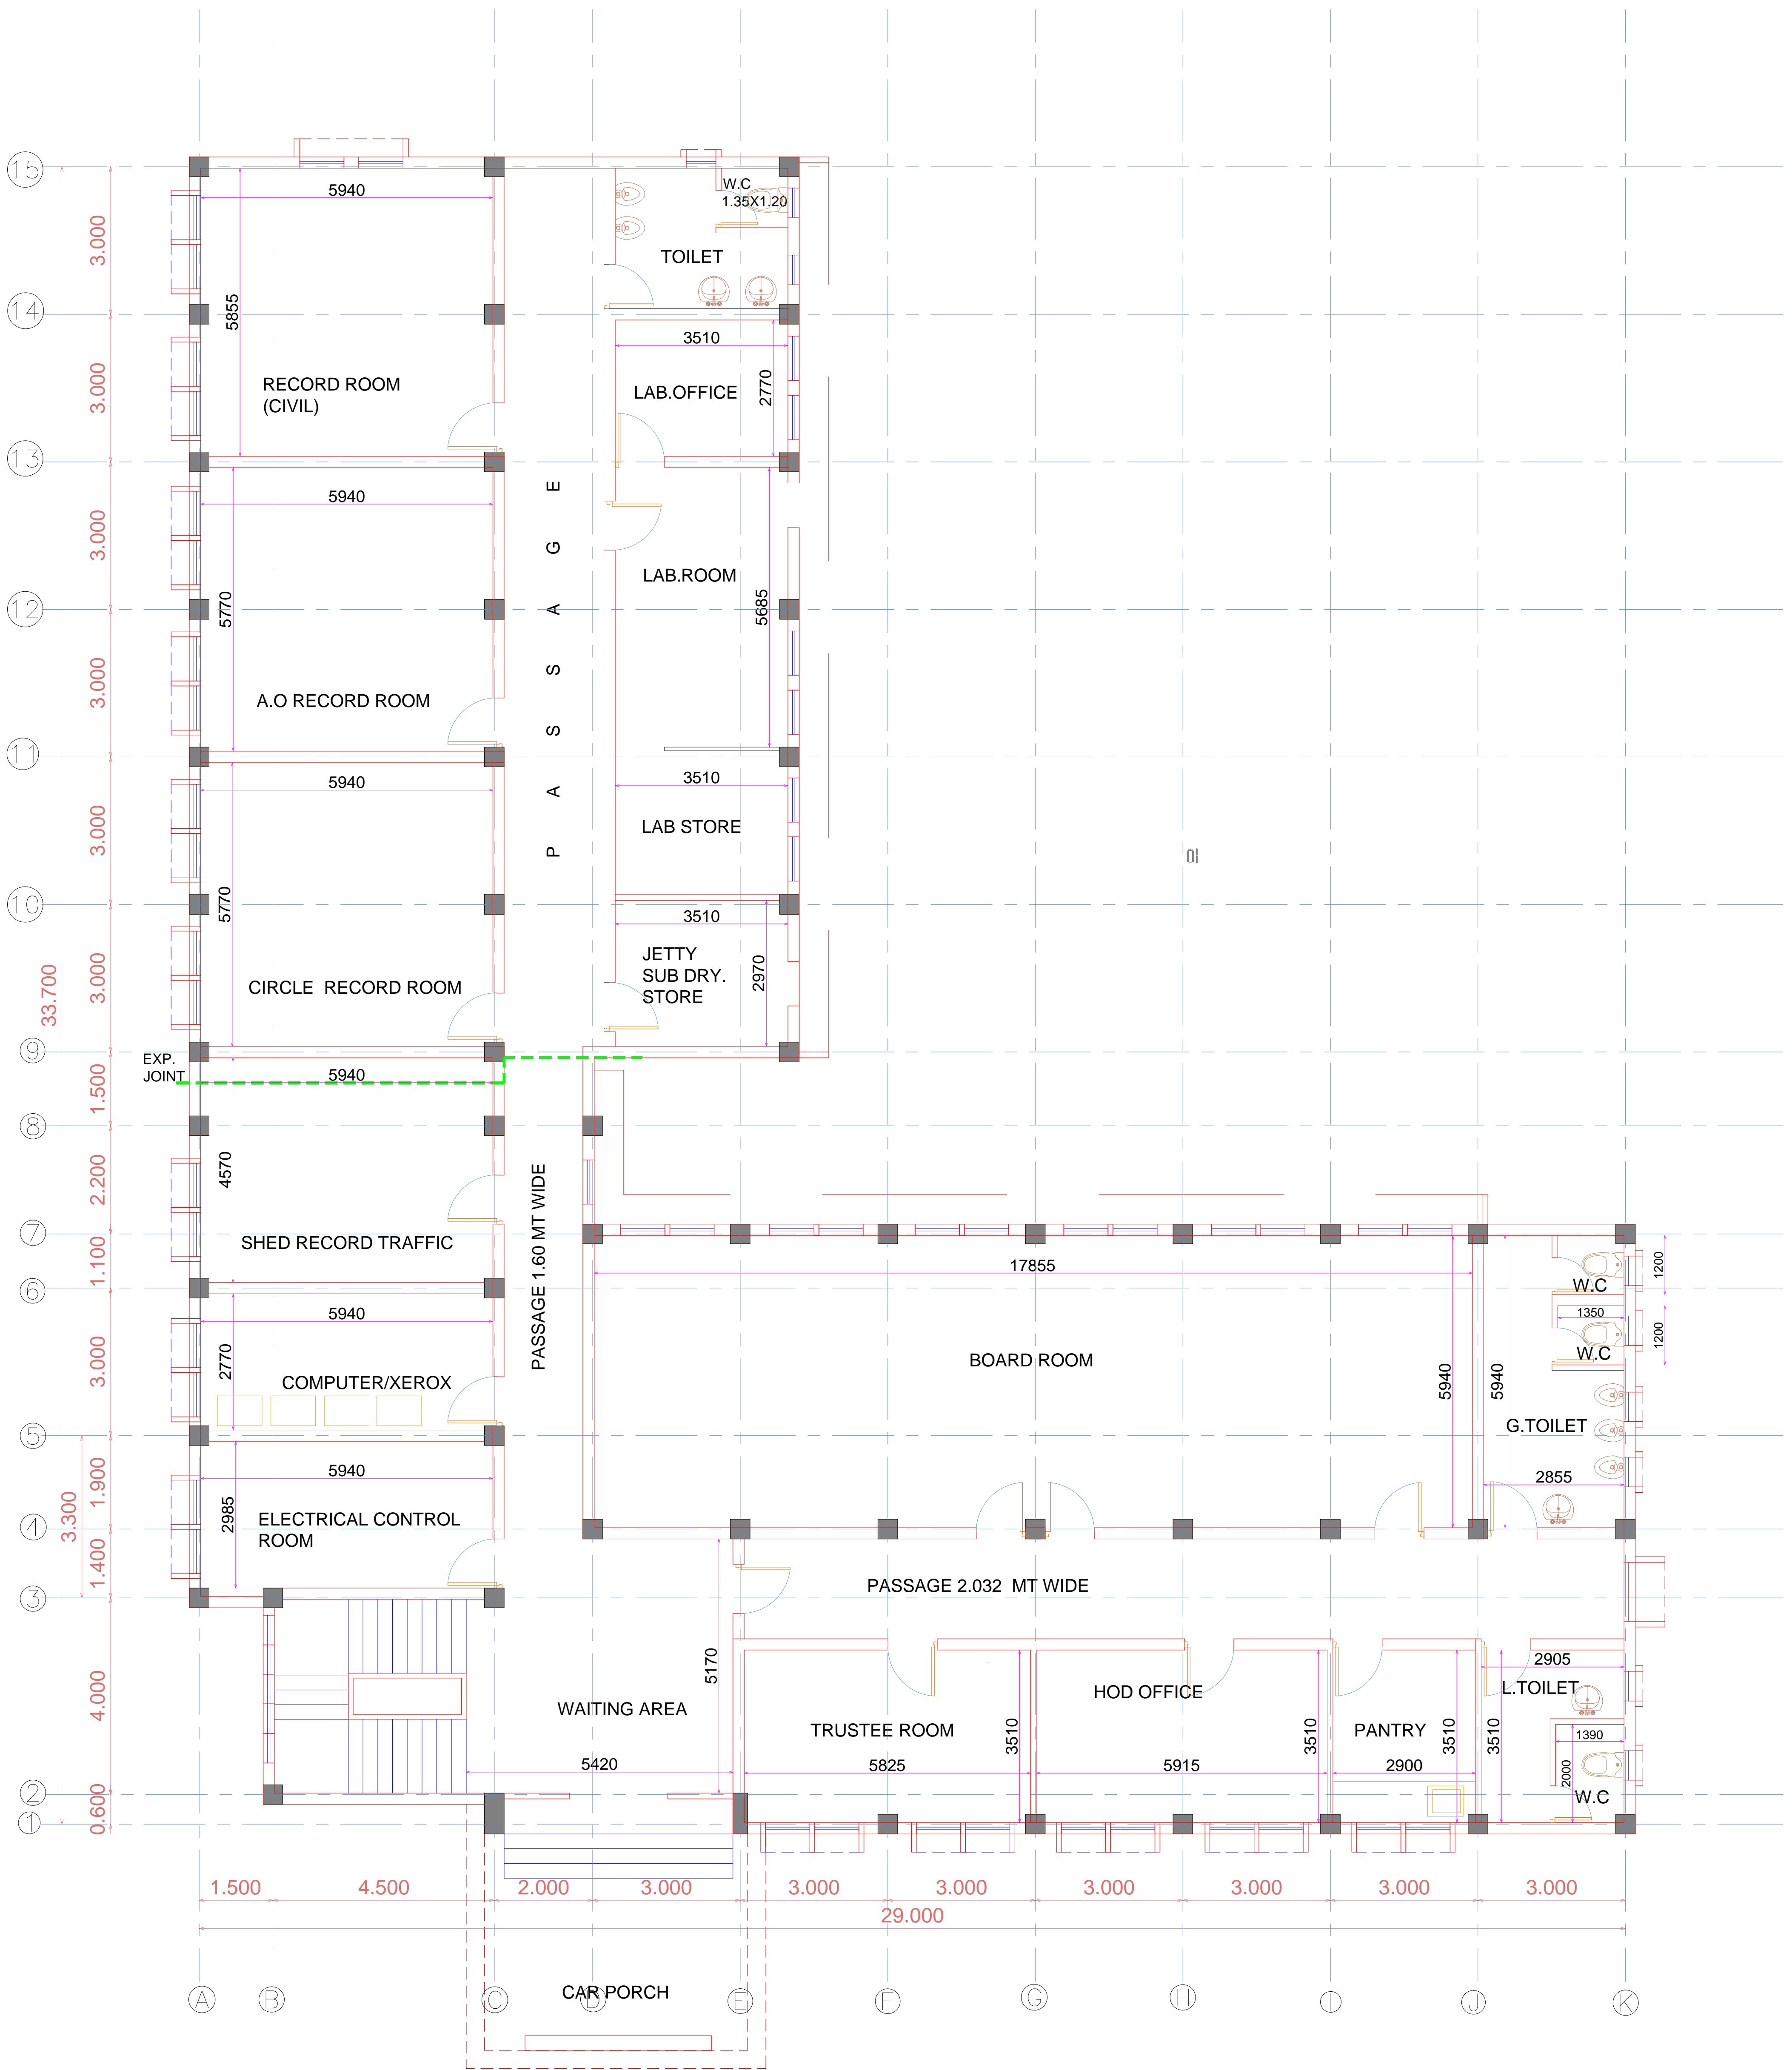 15
W.C
1.35X1.20
5940
3.000
TOILET
14
5855
3510
3.000
RECORD ROOM
(CIVIL)
LAB.OFFICE
2770
13
5940
3.000
LAB.ROOM
12
5770
5685
P A S S A G E
3.000
A.O RECORD ROOM
11
5940
3510
3.000
LAB STORE
10
5770
3510
3.000
33.700
CIRCLE  RECORD ROOM
JETTY
SUB DRY.
STORE
2970
9
EXP.
JOINT
5940
1.500
8
4570
2.200
PASSAGE 1.60 MT WIDE
SHED RECORD TRAFFIC
7
1.100
17855
1200
W.C
6
5940
1350
1200
3.000
2770
COMPUTER/XEROX
BOARD ROOM
5940
5940
W.C
5
G.TOILET
5940
2855
1.900
3.300
2985
ELECTRICAL CONTROL
ROOM
4
1.400
PASSAGE 2.032  MT WIDE
3
5170
2905
4.000
WAITING AREA
TRUSTEE ROOM
HOD OFFICE
PANTRY
L.TOILET
3510
3510
3510
3510
1390
5420
5825
5915
2900
2000
W.C
2
0.600
1
1.500
4.500
2.000
3.000
3.000
3.000
3.000
3.000
3.000
3.000
29.000
CAR PORCH
A
B
C
D
E
F
G
H
I
J
K